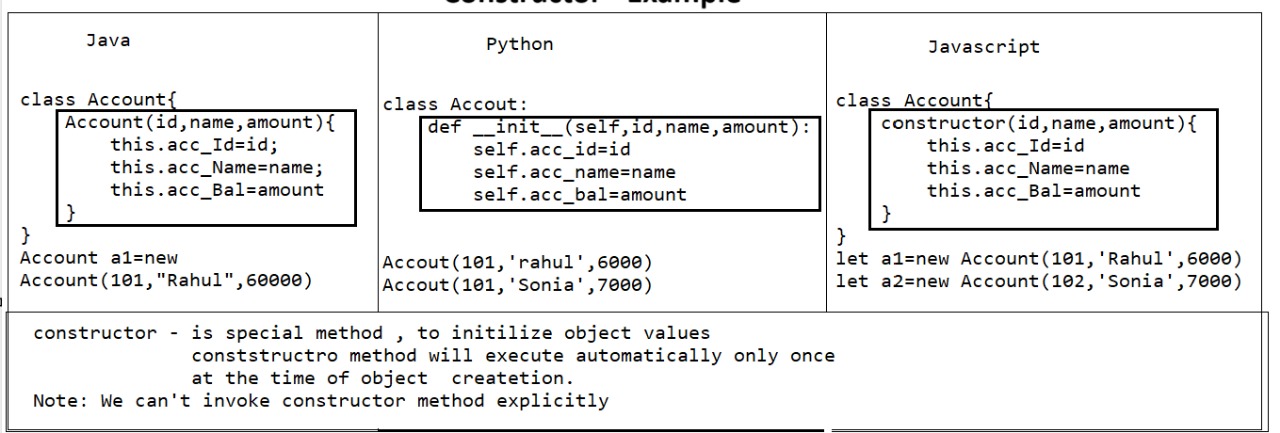 Constructor - Example
Java
class Account{
Account(id,name,amount){
this.acc_Id=id;
this.acc_Name=name;
this.acc_Bal=amount
}
}
Account a1=new
Account(101,"Rahul",60000)
Python
class Accout:
def __init__(self,id,name,amount):
self.acc_id=id
self.acc_name=name
self.acc_bal=amount
Accout(101,'rahul',6000)
Accout(101,'Sonia',7000)
Javascript
class Account{
constructor(id,name,amount){
this.acc_Id=id
this.acc_Name=name
this.acc_Bal=amount
}
}
let a1=new Account(101,'Rahul',6000)
let a2=new Account(102,'Sonia',7000)
constructor - is special method , to initilize object values
conststructro method will execute automatically only once
at the time of object createtion.
Note: We can't invoke constructor method explicitly